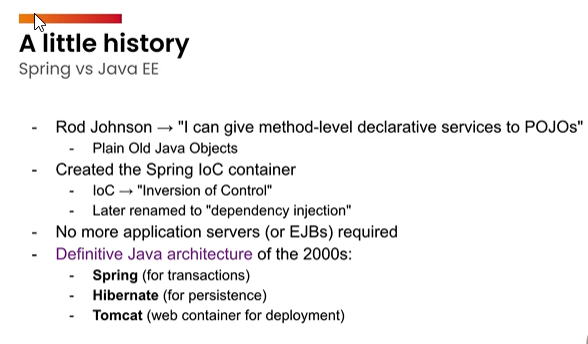 A little history
Spring vs Java EE
- Rod Johnson → "I can give method-level declarative services to POJOs"
- Plain Old Java Objects
- Created the Spring IoC container
- IoC → "Inversion of Control"
- Later renamed to "dependency injection"
- No more application servers (or EJBs) required
- Definitive Java architecture of the 2000s:
- Spring (for transactions)
- Hibernate (for persistence)
- Tomcat (web container for deployment)